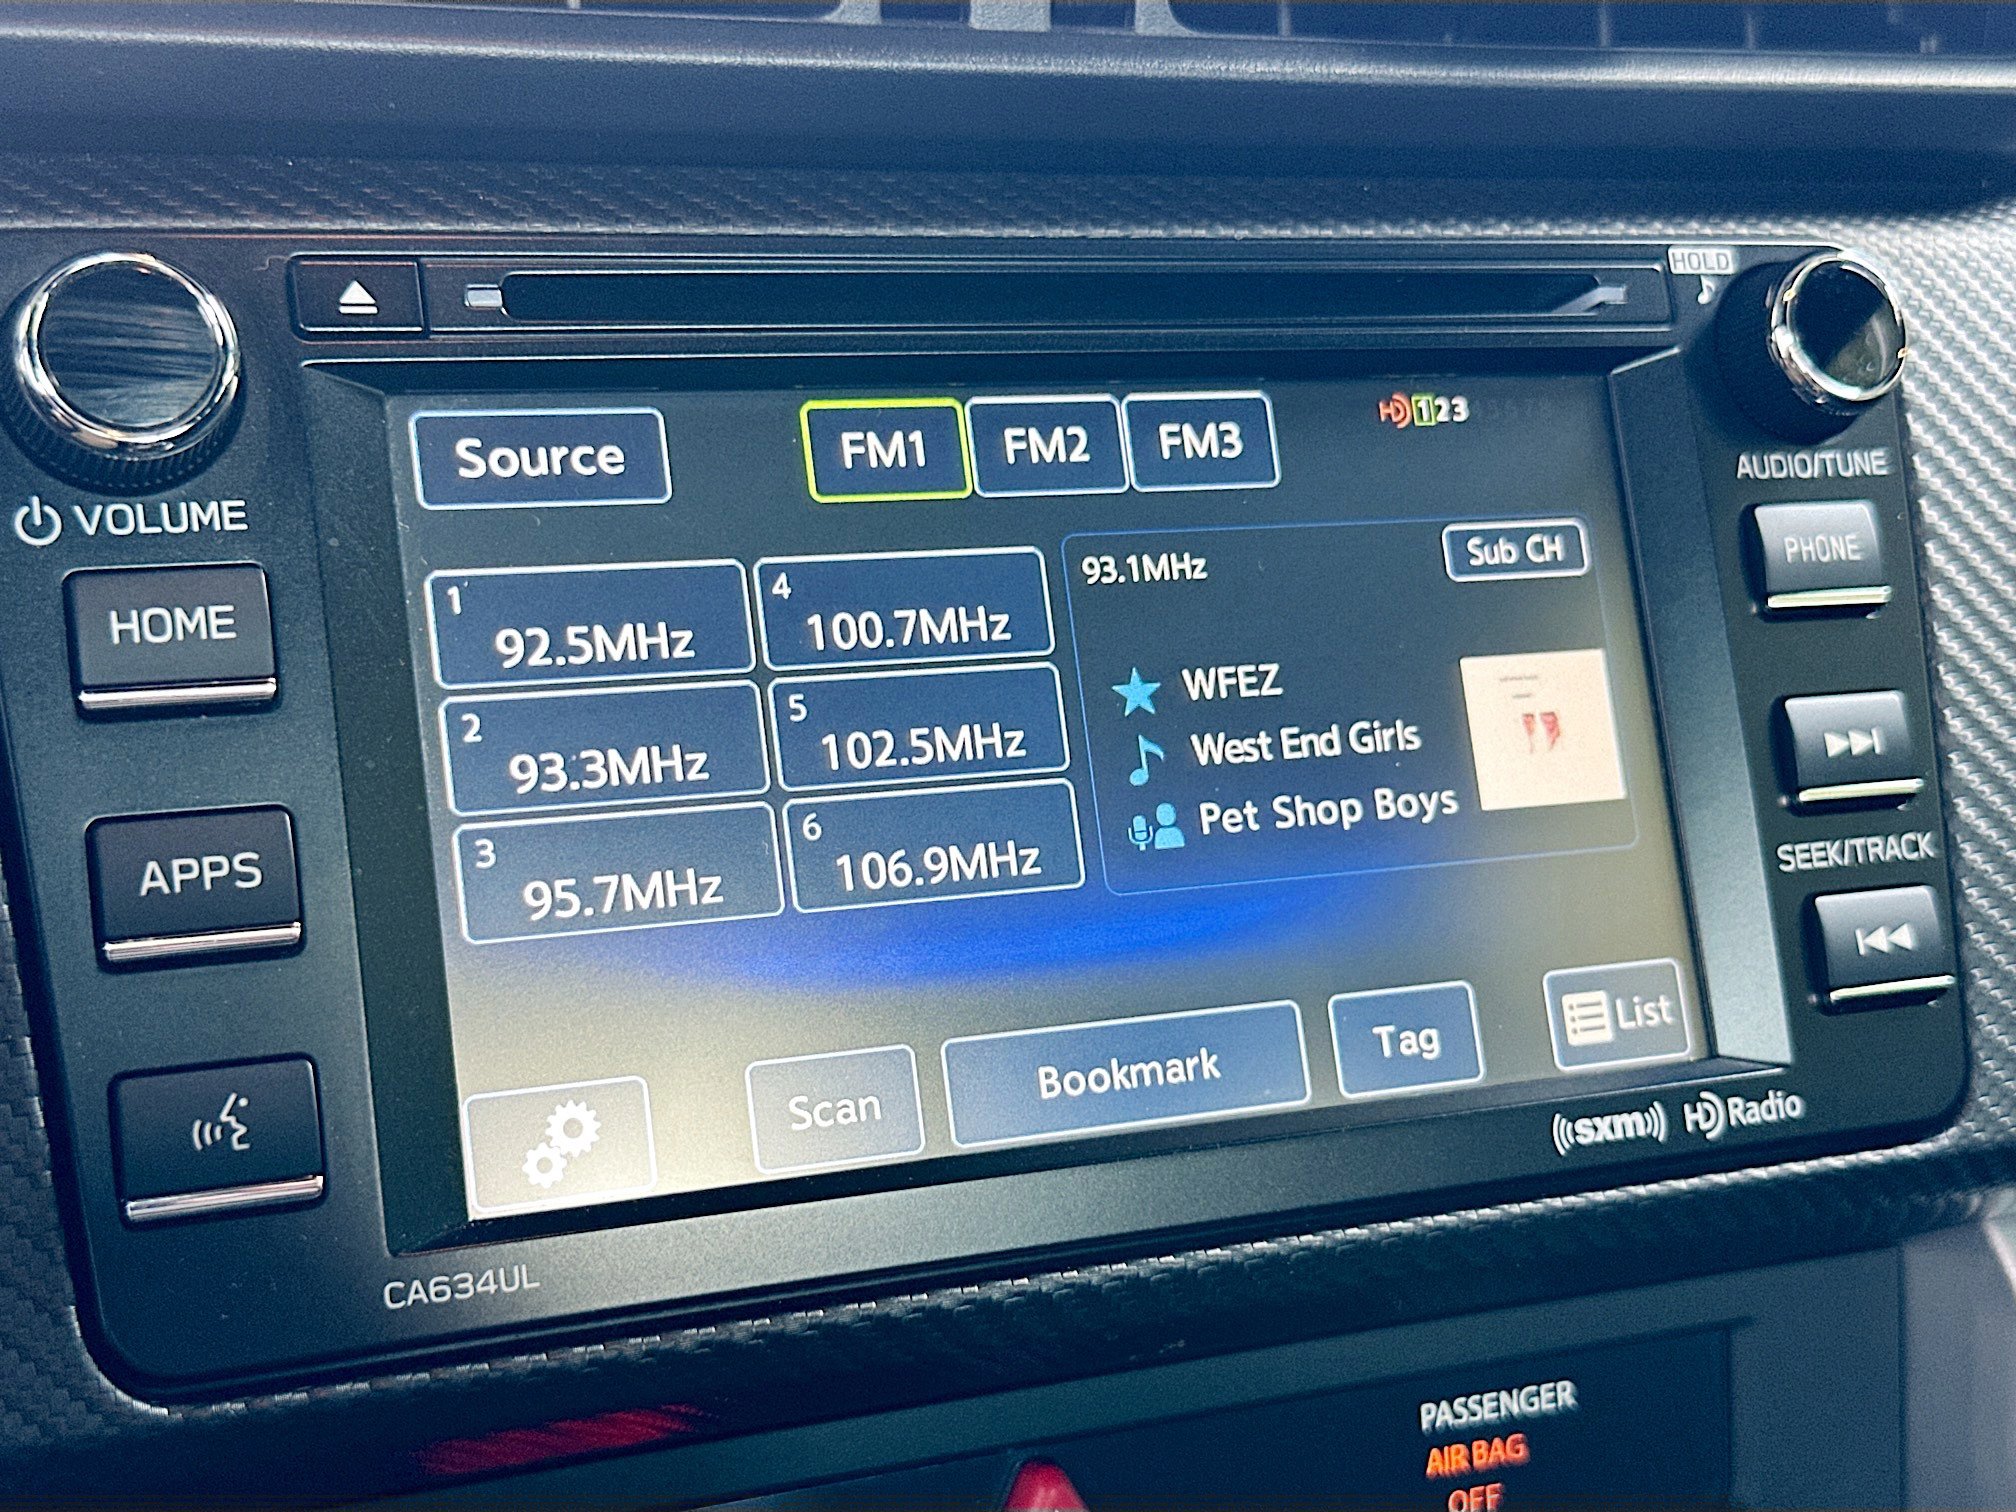 HOLD
VOLUME
HOME
APPS
AUDIO/TUNE
PHONE
SEEK/TRACK
Source
FM1 FM2 FM3
HD 1 2 3
1 92.5MHz
2 93.3MHz
3 95.7MHz
4 100.7MHz
5 102.5MHz
6 106.9MHz
93.1MHz
Sub CH
WFEZ
West End Girls
Pet Shop Boys
Scan
Bookmark
Tag
List
CA634UL
((sxm)) HD Radio
PASSENGER
AIR BAG
OFF